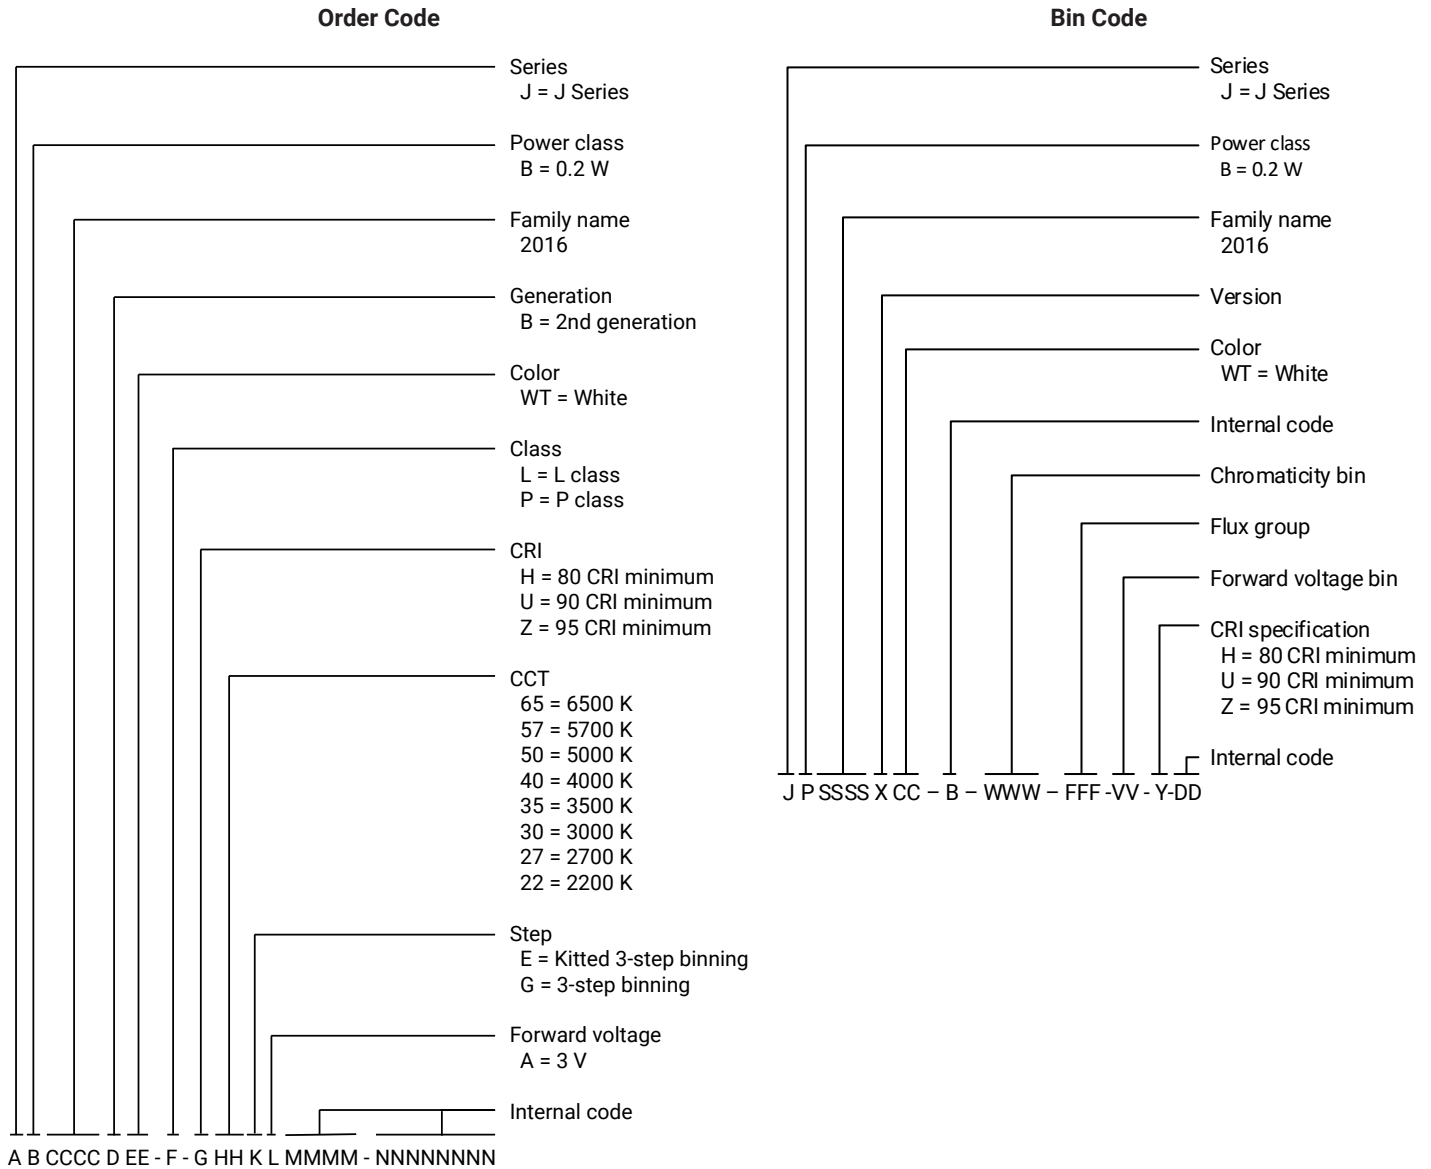 Order Code
Series
J = J Series
Power class
B = 0.2 W
Family name
2016
Generation
B = 2nd generation
Color
WT = White
Class
L = L class
P = P class
CRI
H = 80 CRI minimum
U = 90 CRI minimum
Z = 95 CRI minimum
CCT
65 = 6500 K
57 = 5700 K
50 = 5000 K
40 = 4000 K
35 = 3500 K
30 = 3000 K
27 = 2700 K
22 = 2200 K
Step
E = Kitted 3-step binning
G = 3-step binning
Forward voltage
A = 3 V
Internal code
A B CCCC D EE - F - G HH K L MMMM - NNNNNNNN
Bin Code
Series
J = J Series
Power class
B = 0.2 W
Family name
2016
Version
Color
WT = White
Internal code
Chromaticity bin
Flux group
Forward voltage bin
CRI specification
H = 80 CRI minimum
U = 90 CRI minimum
Z = 95 CRI minimum
Internal code
J P SSSS X CC – B – WWW – FFF -VV - Y-DD